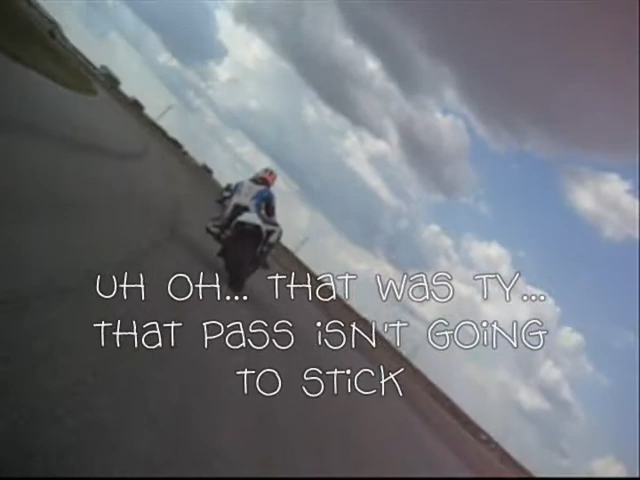 UH OH... THAT WAS TY...
THAT PASS ISN'T GOING
TO STICK